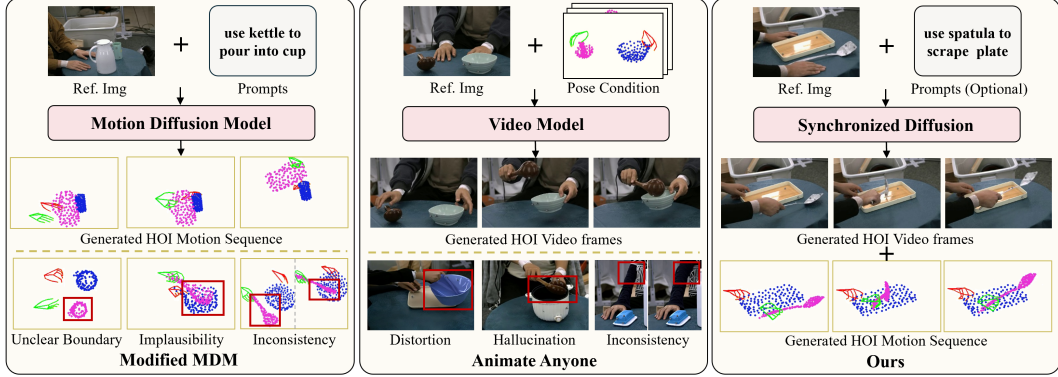 use kettle to
pour into cup
Ref. Img
Prompts
Motion Diffusion Model
Generated HOI Motion Sequence
Unclear Boundary
Implausibility
Inconsistency
Modified MDM
Ref. Img
Pose Condition
Video Model
Generated HOI Video frames
Distortion
Hallucination
Inconsistency
Animate Anyone
use spatula to
scrape plate
Ref. Img
Prompts (Optional)
Synchronized Diffusion
Generated HOI Video frames
Generated HOI Motion Sequence
Ours